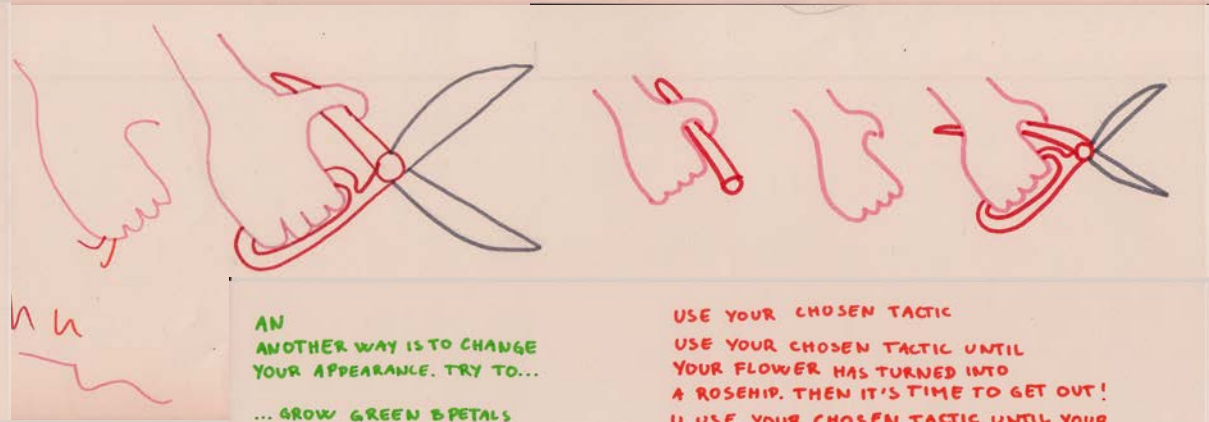 AN
ANOTHER WAY IS TO CHANGE
YOUR APPEARANCE. TRY TO...
... GROW GREEN BPETALS
USE YOUR CHOSEN TACTIC
USE YOUR CHOSEN TACTIC UNTIL
YOUR FLOWER HAS TURNED INTO
A ROSEHIP. THEN IT'S TIME TO GET OUT!
U USE YOUR CHOSEN TACTIC UNTIL YOUR